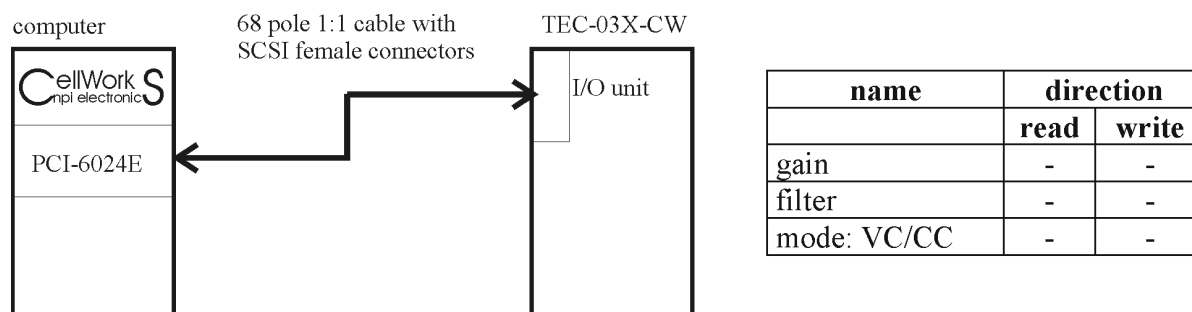 computer
68 pole 1:1 cable with
SCSI female connectors
TEC-03X-CW
CellWorkS
npi electronic
I/O unit
PCI-6024E
name direction
read write
gain - -
filter - -
mode: VC/CC - -